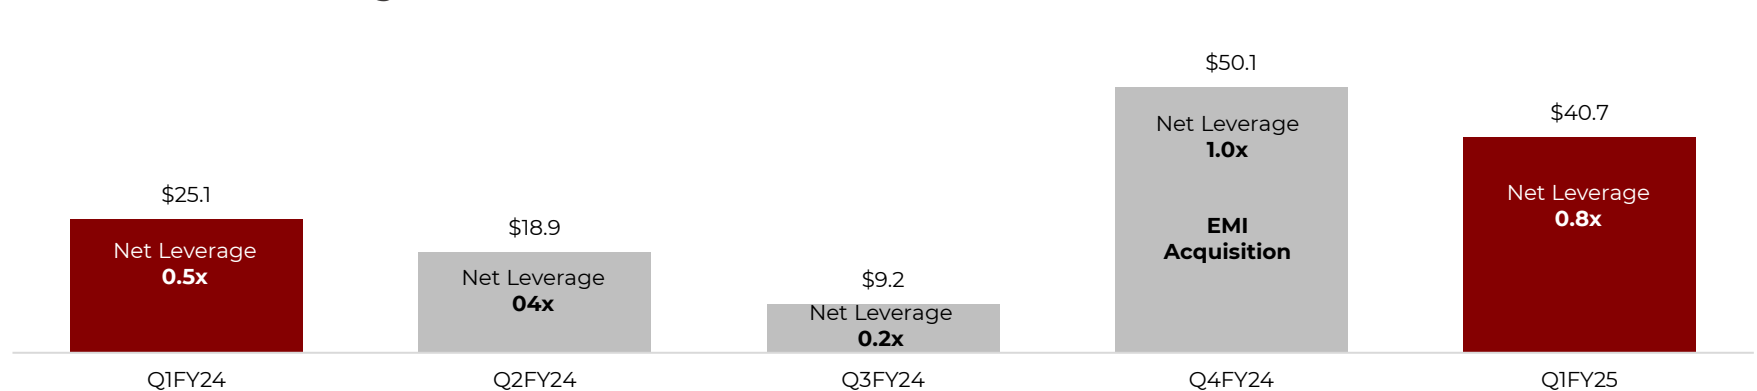 $25.1
Net Leverage
0.5x
Q1FY24
$18.9
Net Leverage
04x
Q2FY24
$9.2
Net Leverage
0.2x
Q3FY24
$50.1
Net Leverage
1.0x
EMI
Acquisition
Q4FY24
$40.7
Net Leverage
0.8x
Q1FY25